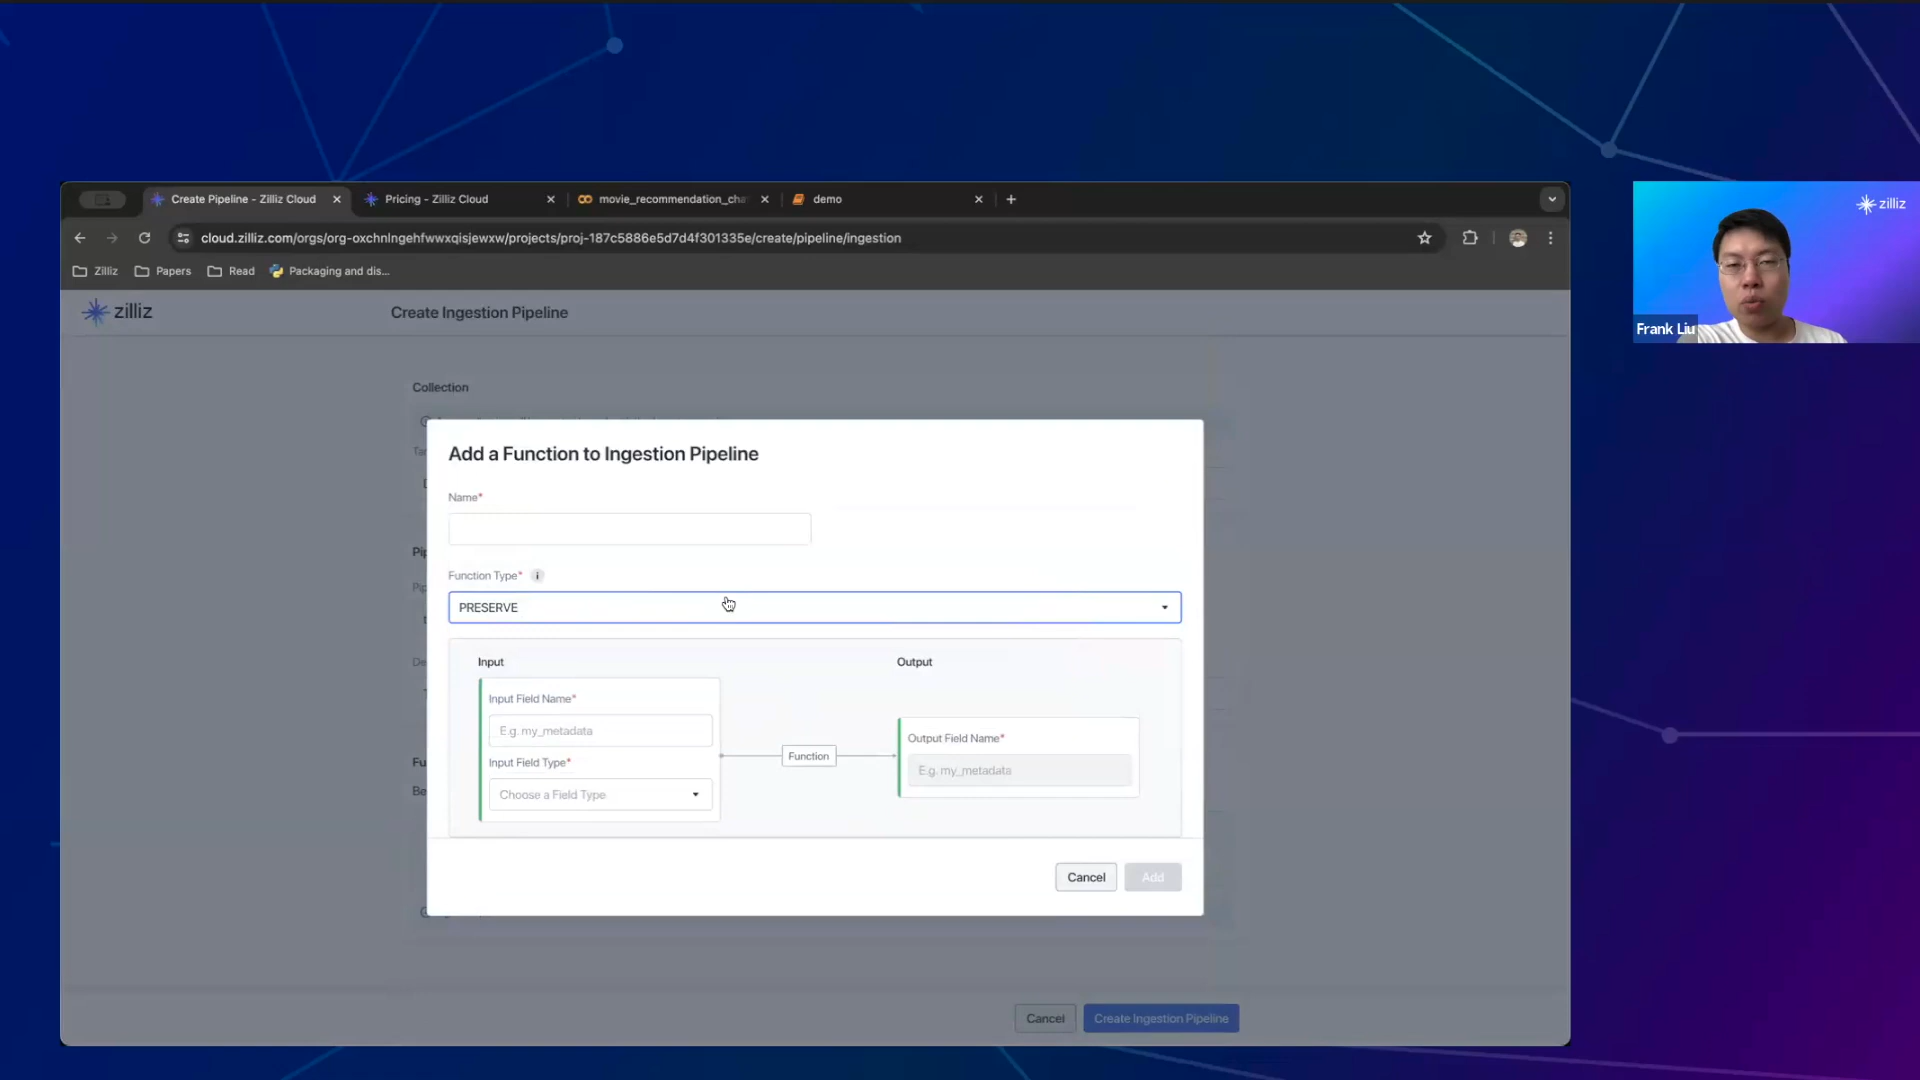 Create Pipeline - Zilliz Cloud
Pricing - Zilliz Cloud
movie_recommendation_cha
demo
cloud.zilliz.com/orgs/org-oxchnlngehfwwxqisjewxw/projects/proj-187c5886e5d7d4f301335e/create/pipeline/ingestion
Zilliz
Papers
Read
Packaging and dis...
zilliz
Frank Liu
zilliz
Create Ingestion Pipeline
Collection
Add a Function to Ingestion Pipeline
Name*
Function Type* i
PRESERVE
Input
Output
Input Field Name*
E.g. my_metadata
Input Field Type*
Choose a Field Type
Function
Output Field Name*
E.g. my_metadata
Cancel
Add
Cancel
Create Ingestion Pipeline